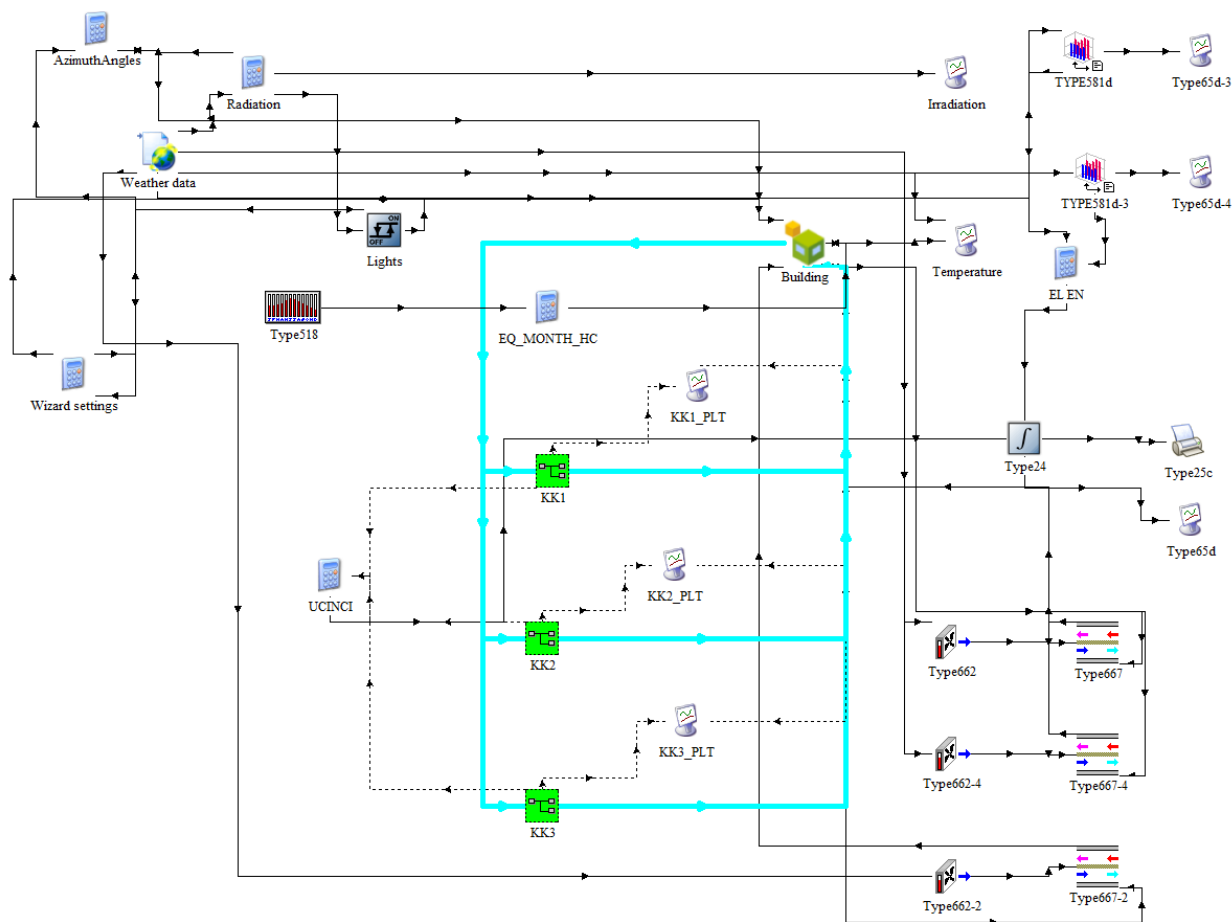 AzimuthAngles
Radiation
Irradiation
TYPE581d
Type65d-3
Weather data
TYPE581d-3
Type65d-4
ON
OFF
Lights
Building
Temperature
EL EN
Type518
EQ_MONTH_HC
Wizard settings
KK1_PLT
Type24
Type25c
KK1
Type65d
UCINCI
KK2_PLT
KK2
Type662
Type667
KK3_PLT
Type662-4
Type667-4
KK3
Type662-2
Type667-2